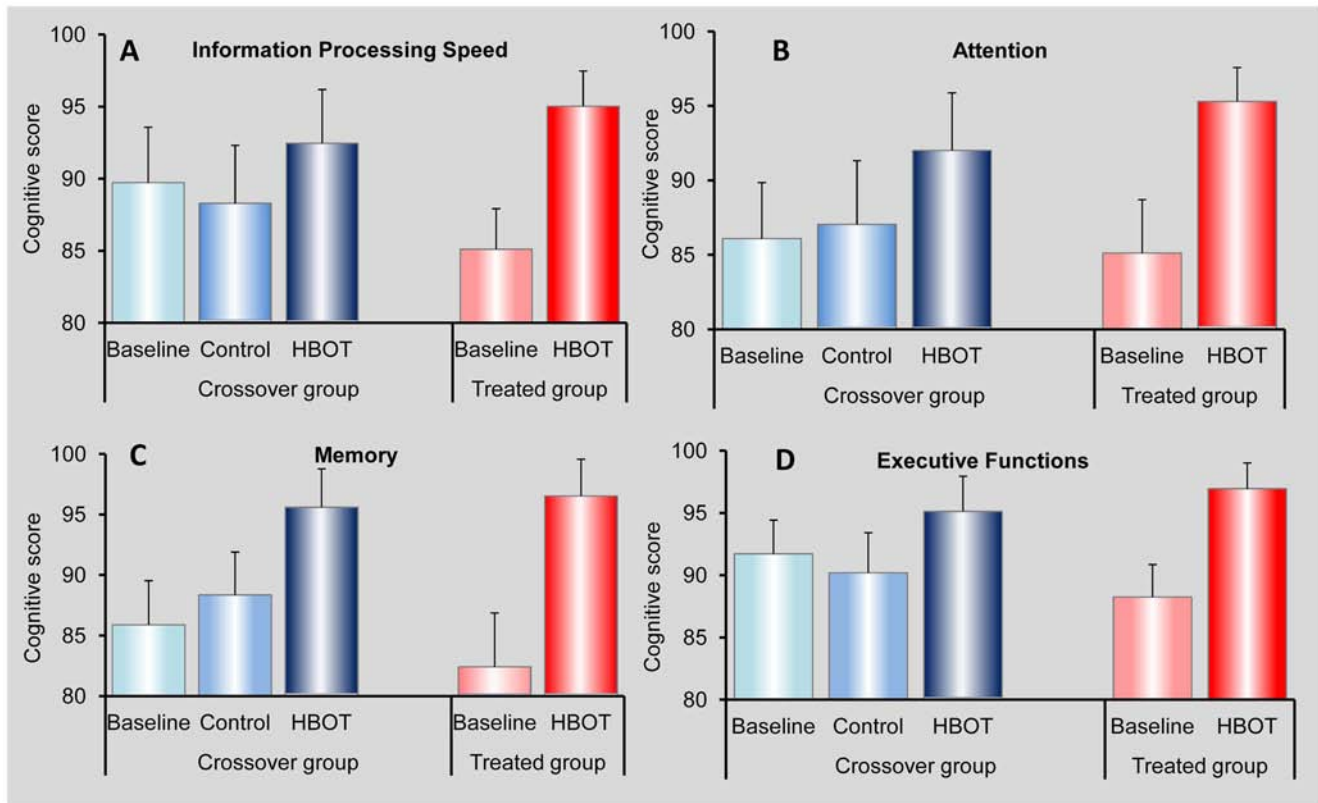 A Information Processing Speed
Cognitive score
100
95
90
85
80
Baseline Control HBOT Baseline HBOT
Crossover group Treated group
B Attention
Cognitive score
100
95
90
85
80
Baseline Control HBOT Baseline HBOT
Crossover group Treated group
C Memory
Cognitive score
100
95
90
85
80
Baseline Control HBOT Baseline HBOT
Crossover group Treated group
D Executive Functions
Cognitive score
100
95
90
85
80
Baseline Control HBOT Baseline HBOT
Crossover group Treated group